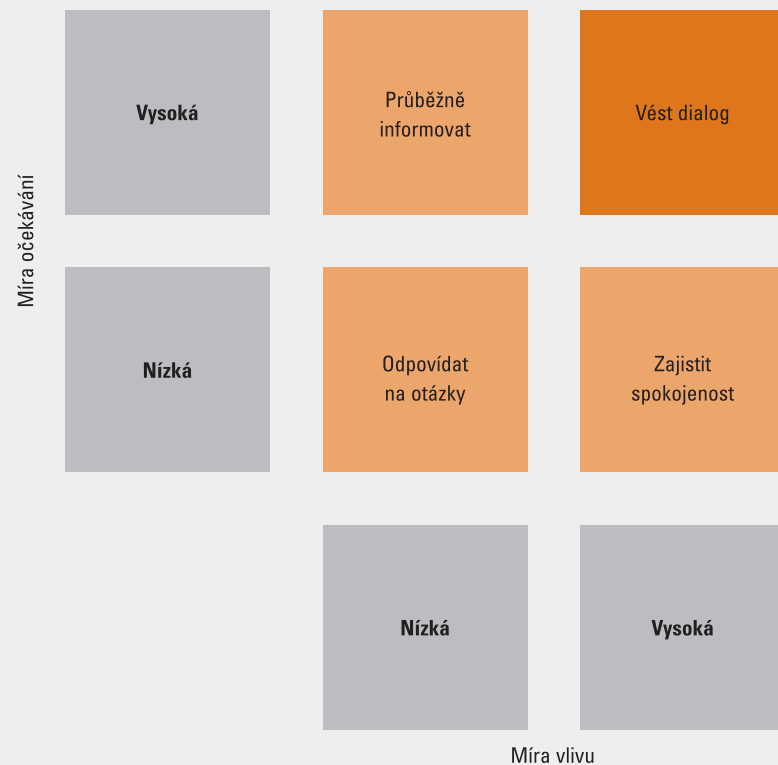 Míra očekávání
Vysoká
Průběžně
informovat
Vést dialog
Nízká
Odpovídat
na otázky
Zajistit
spokojenost
Nízká
Vysoká
Míra vlivu